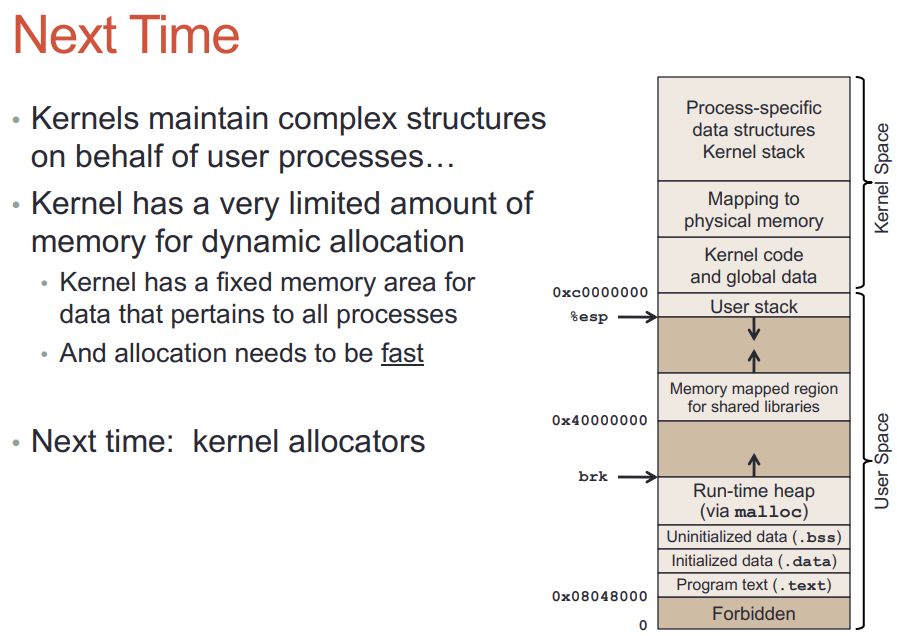 Next Time
• Kernels maintain complex structures
on behalf of user processes…
• Kernel has a very limited amount of
memory for dynamic allocation
• Kernel has a fixed memory area for
data that pertains to all processes
• And allocation needs to be fast
• Next time: kernel allocators
Process-specific
data structures
Kernel stack
Mapping to
physical memory
Kernel code
and global data
Kernel Space
0xc0000000
User stack
%esp
Memory mapped region
for shared libraries
0x40000000
brk
Run-time heap
(via malloc)
Uninitialized data (.bss)
Initialized data (.data)
Program text (.text)
0x08048000
Forbidden
0
User Space